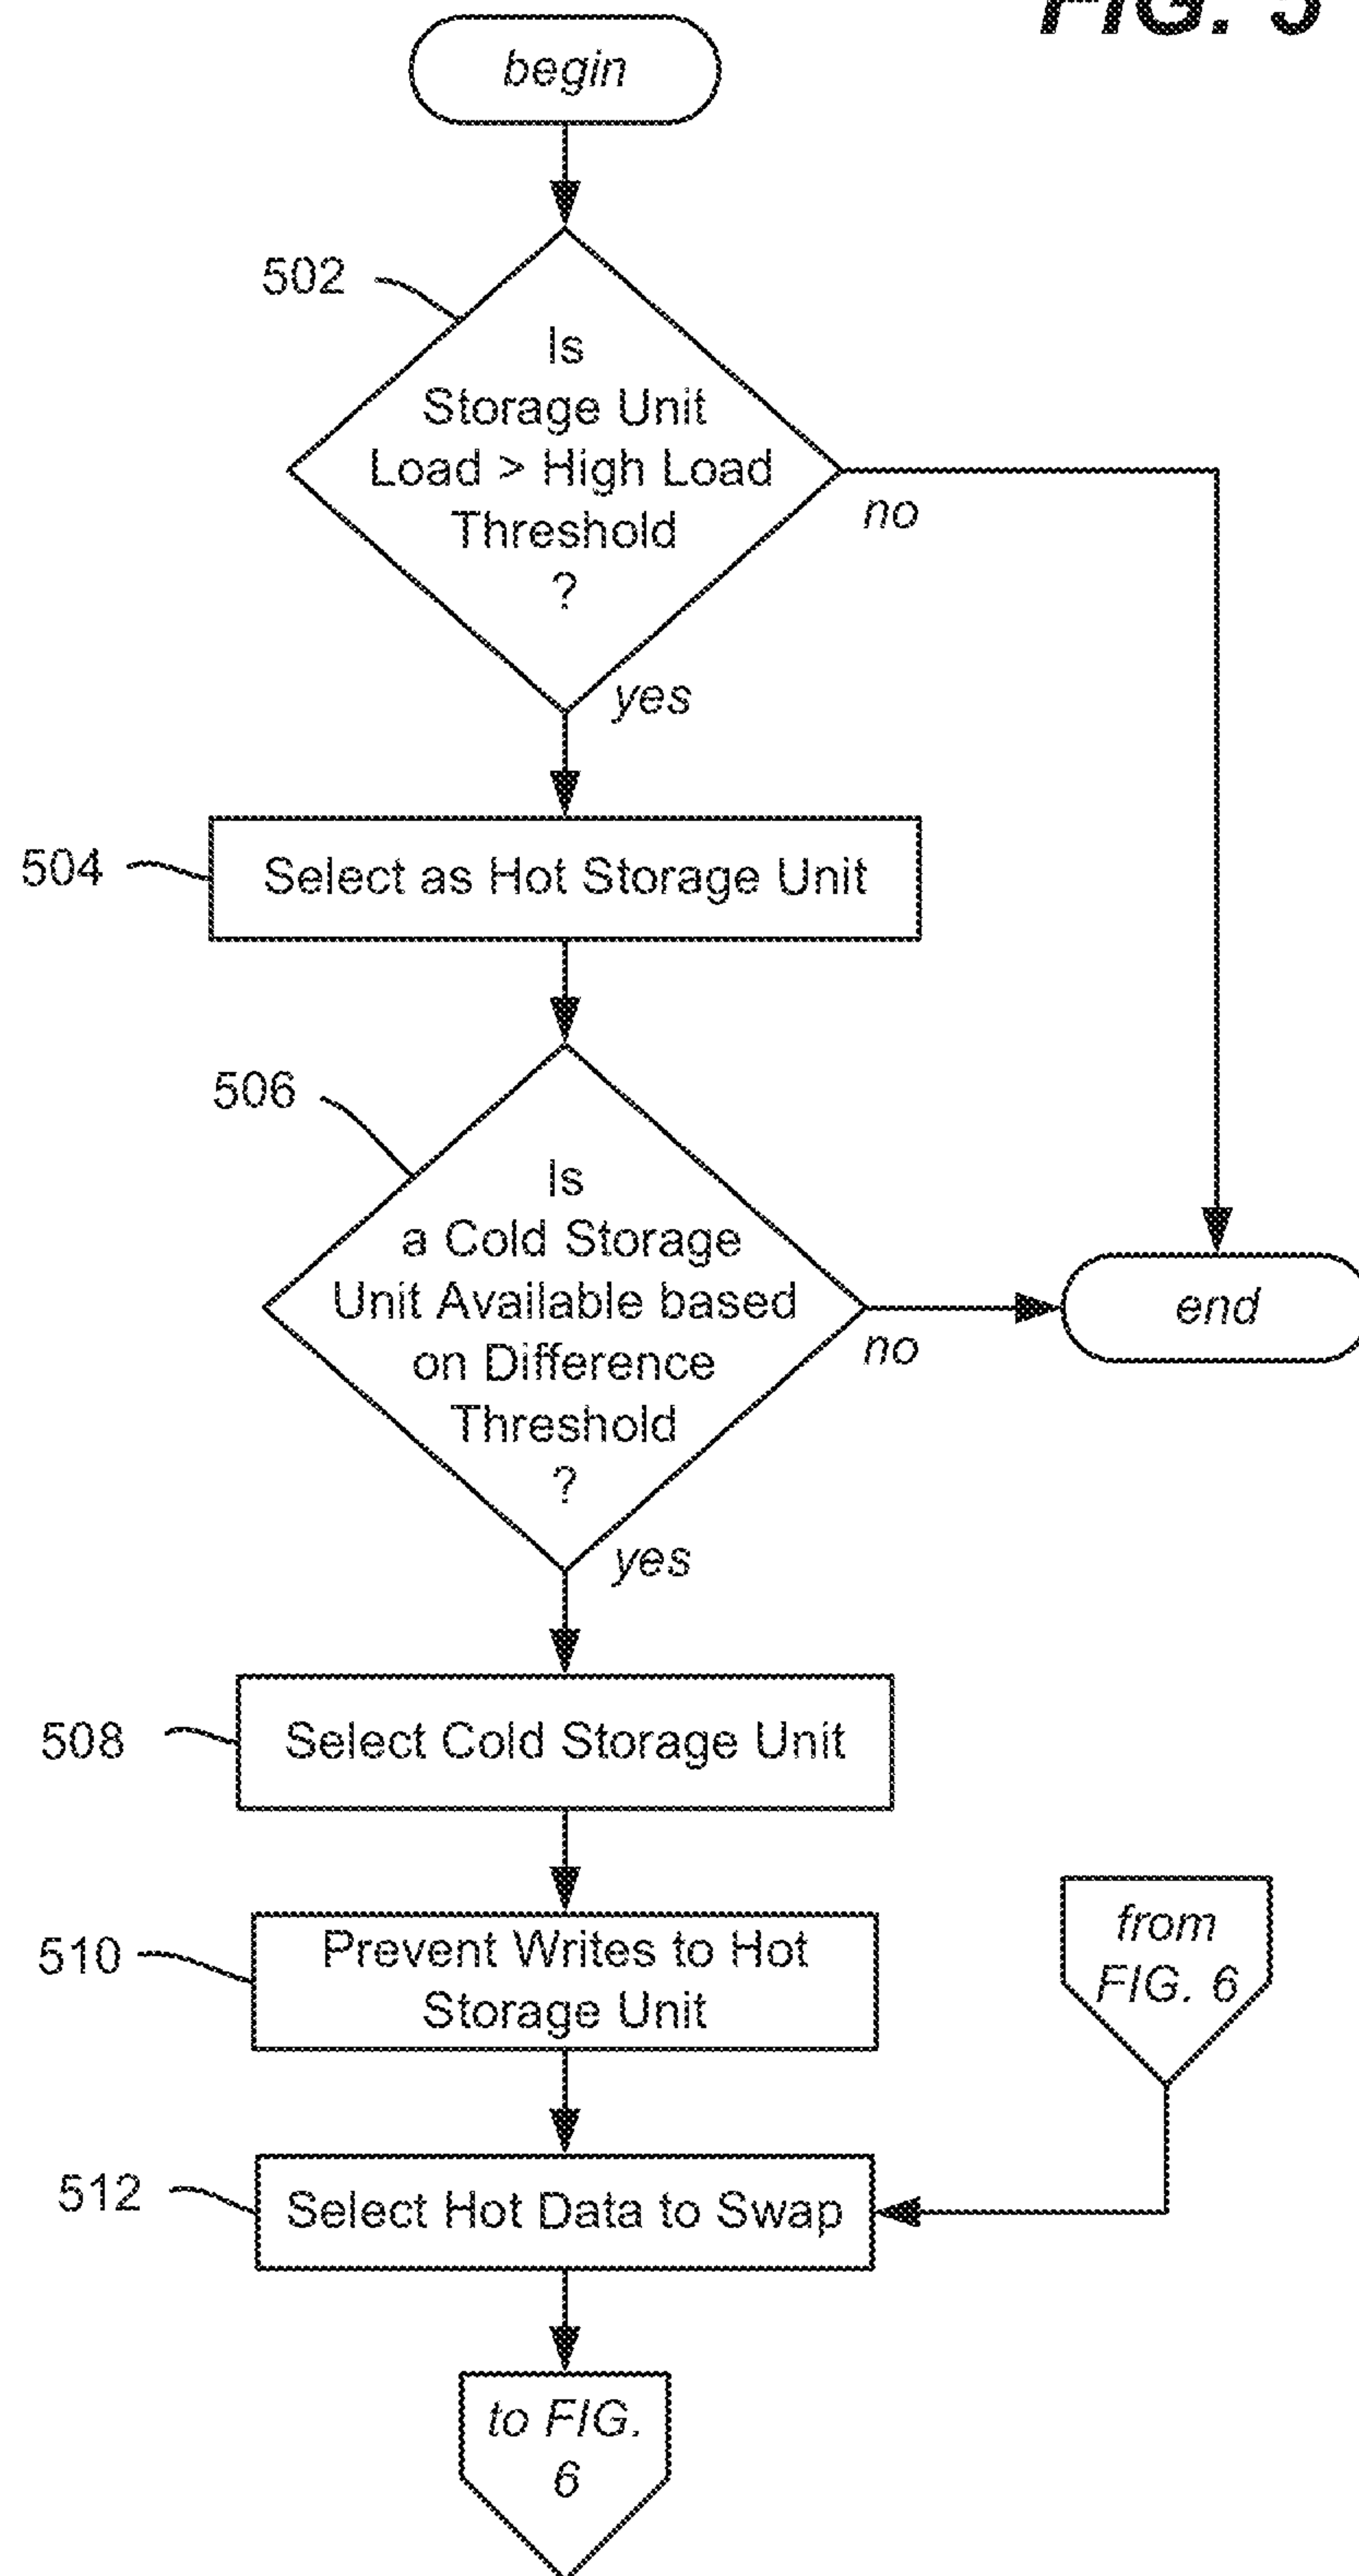 FIG. 5
begin
502
Is
Storage Unit
Load > High Load
Threshold
?
no
yes
504
Select as Hot Storage Unit
506
Is
a Cold Storage
Unit Available based
on Difference
Threshold
?
no
end
yes
508
Select Cold Storage Unit
510
Prevent Writes to Hot
Storage Unit
from
FIG. 6
512
Select Hot Data to Swap
to FIG.
6